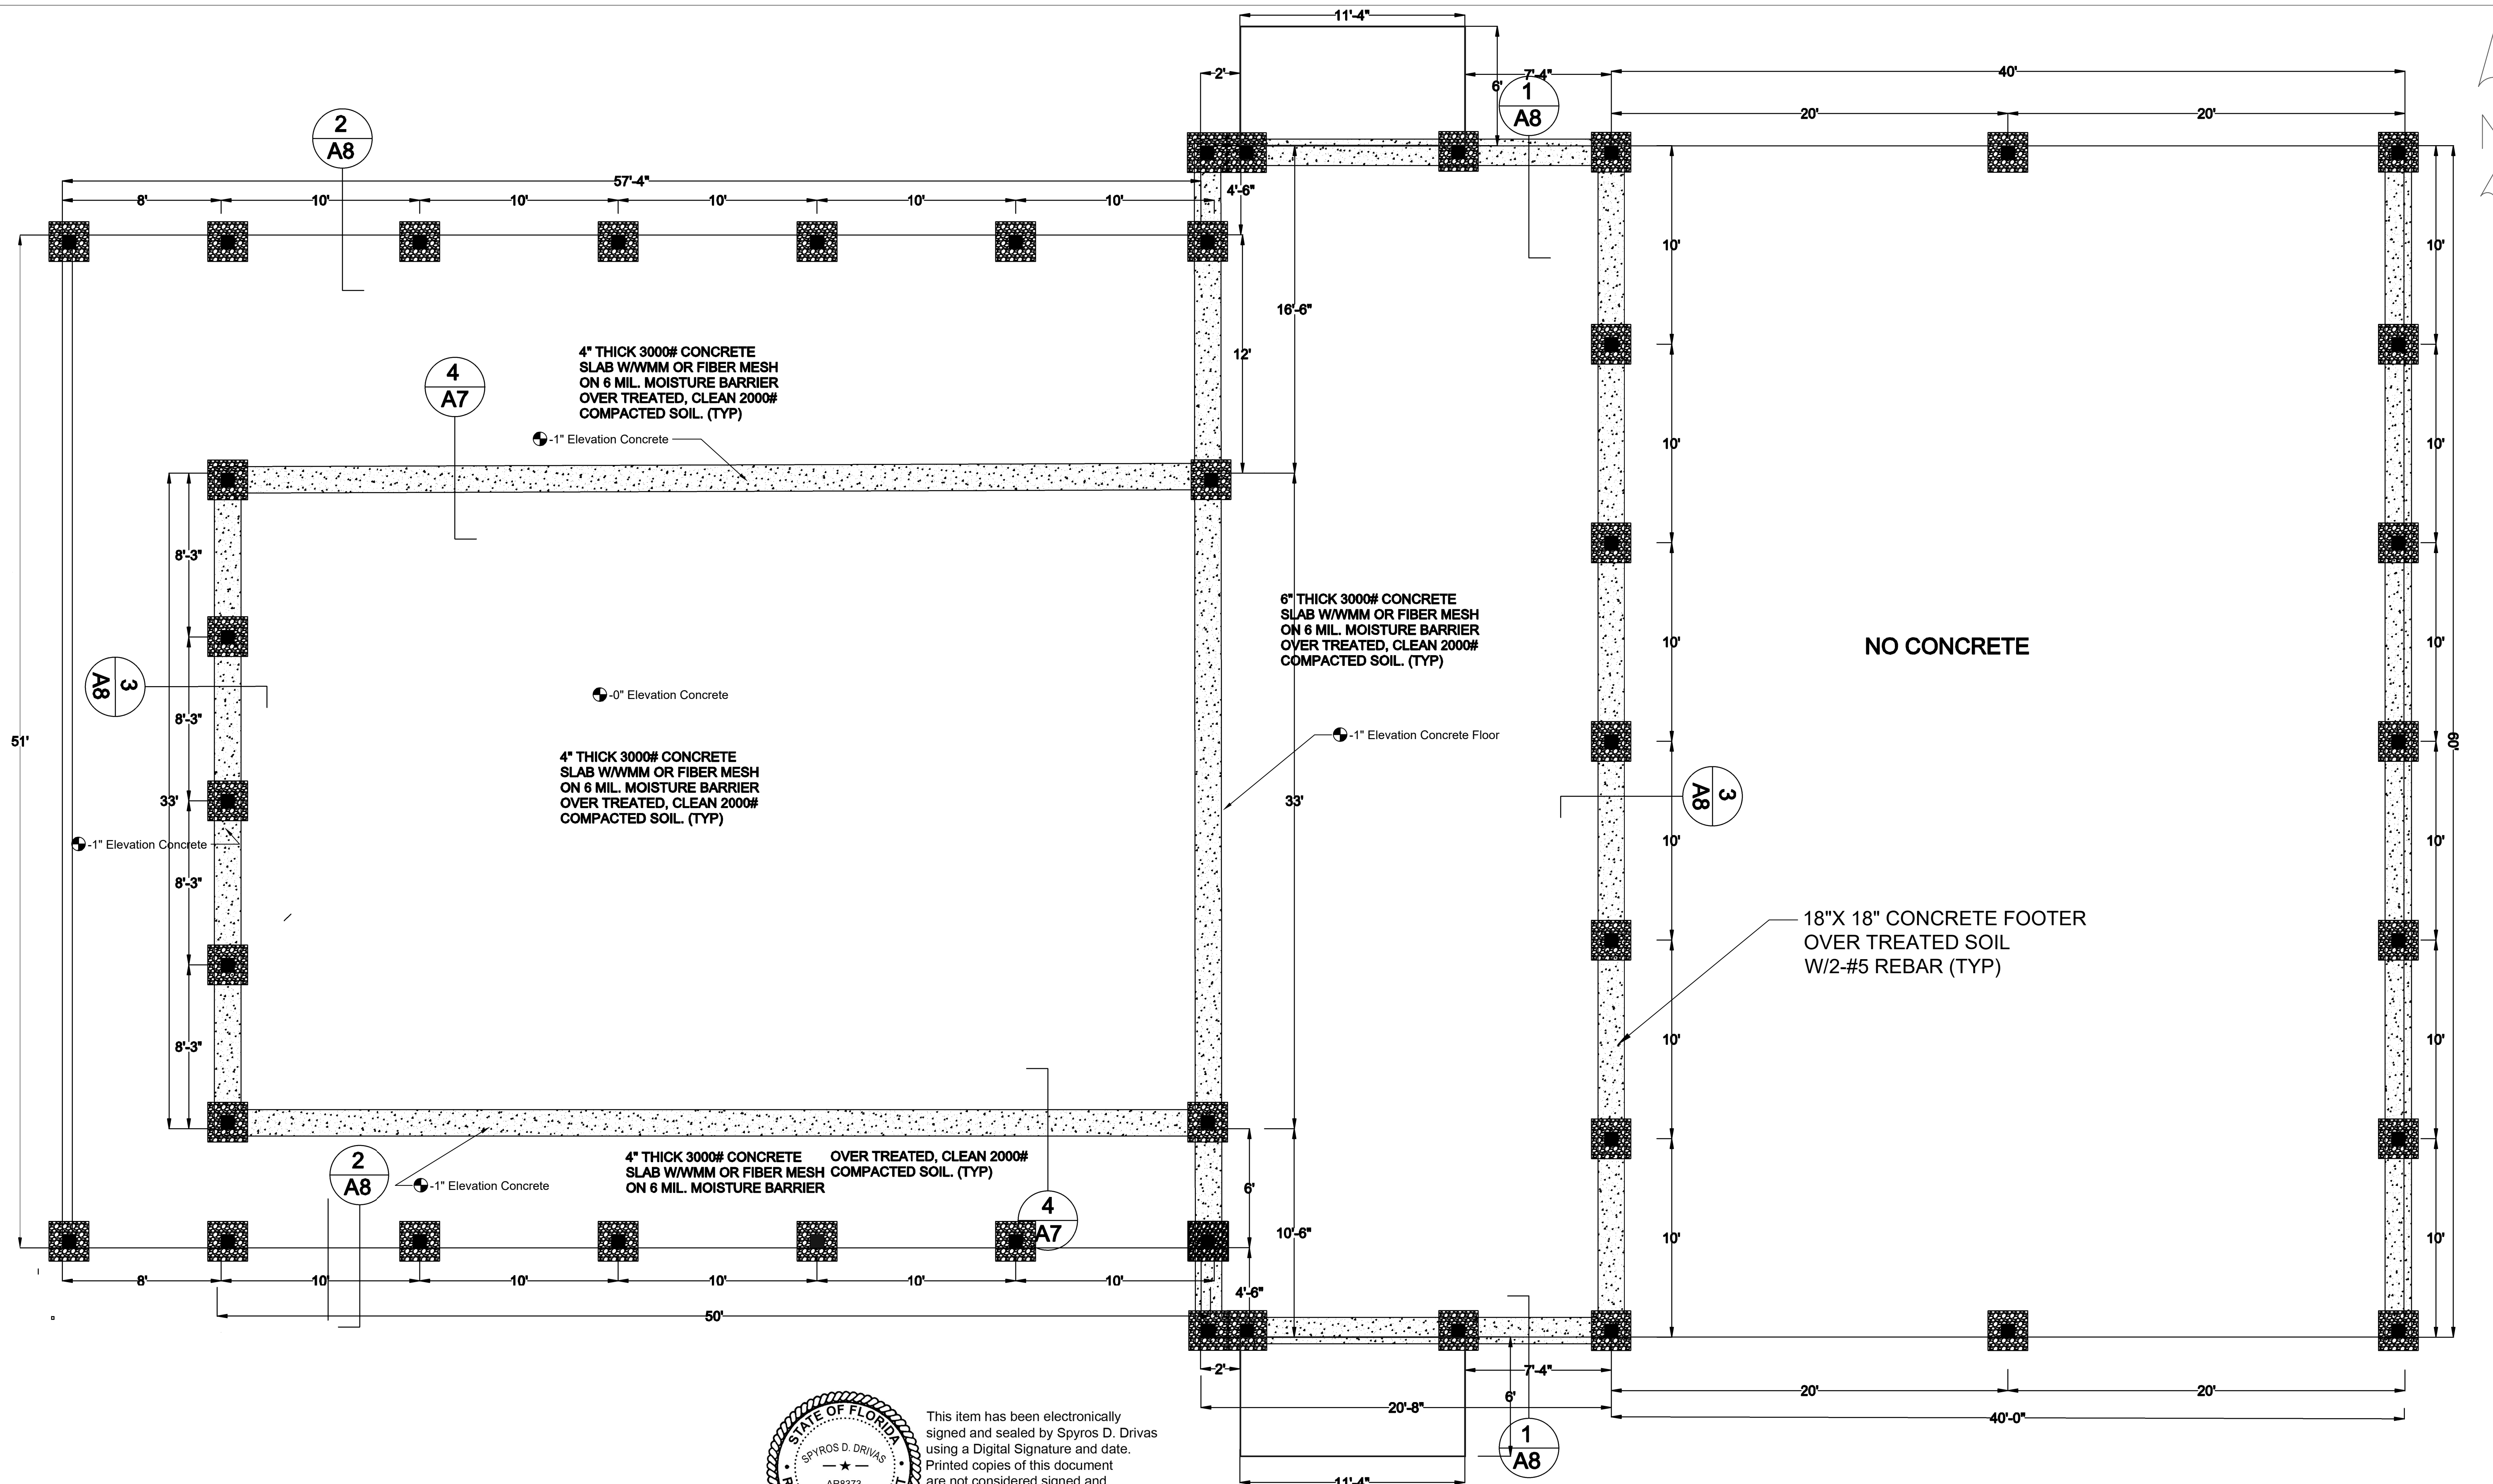 11'-4"
2'
6'
7'-4"
40'
1
A8
20'
20'
2
A8
57'-4"
8'
10'
10'
10'
10'
10'
4'-6"
10'
10'
16'-6"
12'
4" THICK 3000# CONCRETE
SLAB W/WMM OR FIBER MESH
ON 6 MIL. MOISTURE BARRIER
OVER TREATED, CLEAN 2000#
COMPACTED SOIL. (TYP)
4
A7
-1" Elevation Concrete
10'
10'
8'-3"
6" THICK 3000# CONCRETE
SLAB W/WMM OR FIBER MESH
ON 6 MIL. MOISTURE BARRIER
OVER TREATED, CLEAN 2000#
COMPACTED SOIL. (TYP)
10'
NO CONCRETE
10'
3
A8
-0" Elevation Concrete
8'-3"
51'
-1" Elevation Concrete Floor
60'
4" THICK 3000# CONCRETE
SLAB W/WMM OR FIBER MESH
ON 6 MIL. MOISTURE BARRIER
OVER TREATED, CLEAN 2000#
COMPACTED SOIL. (TYP)
33'
33'
3
A8
-1" Elevation Concrete
10'
10'
8'-3"
18"X 18" CONCRETE FOOTER
OVER TREATED SOIL
W/2-#5 REBAR (TYP)
8'-3"
10'
10'
2
A8
4" THICK 3000# CONCRETE
SLAB W/WMM OR FIBER MESH
ON 6 MIL. MOISTURE BARRIER
OVER TREATED, CLEAN 2000#
COMPACTED SOIL. (TYP)
-1" Elevation Concrete
6'
4
A7
10'-6"
10'
10'
8'
10'
10'
10'
10'
10'
4'-6"
50'
2'
7'-4"
6'
20'
20'
20'-8"
40'-0"
1
A8
11'-4"
STATE OF FLORIDA
SPYROS D. DRIVAS
This item has been electronically
signed and sealed by Spyros D. Drivas
using a Digital Signature and date.
Printed copies of this document
are not considered signed and